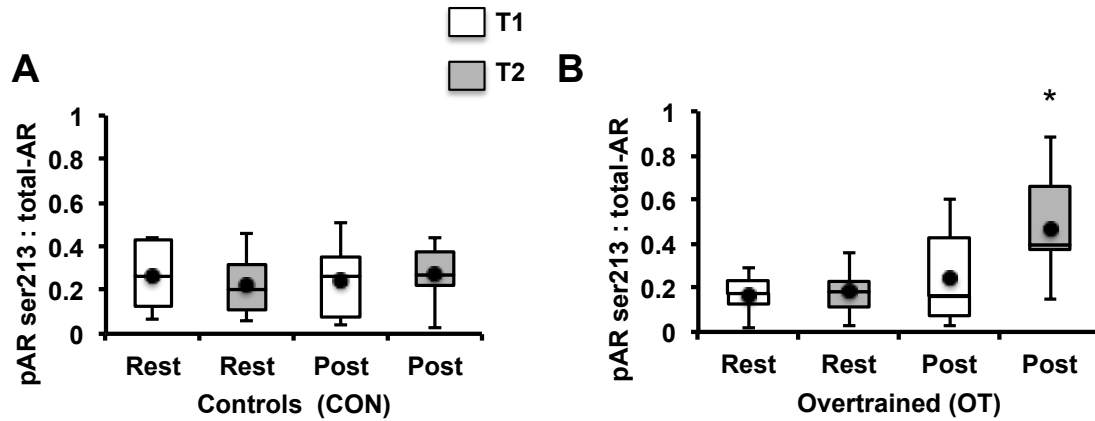 T1
T2
A
pAR ser213 : total-AR
1
0.8
0.6
0.4
0.2
0
Rest Rest Post Post
Controls (CON)
B
pAR ser213 : total-AR
1
0.8
0.6
0.4
0.2
0
*
Rest Rest Post Post
Overtrained (OT)